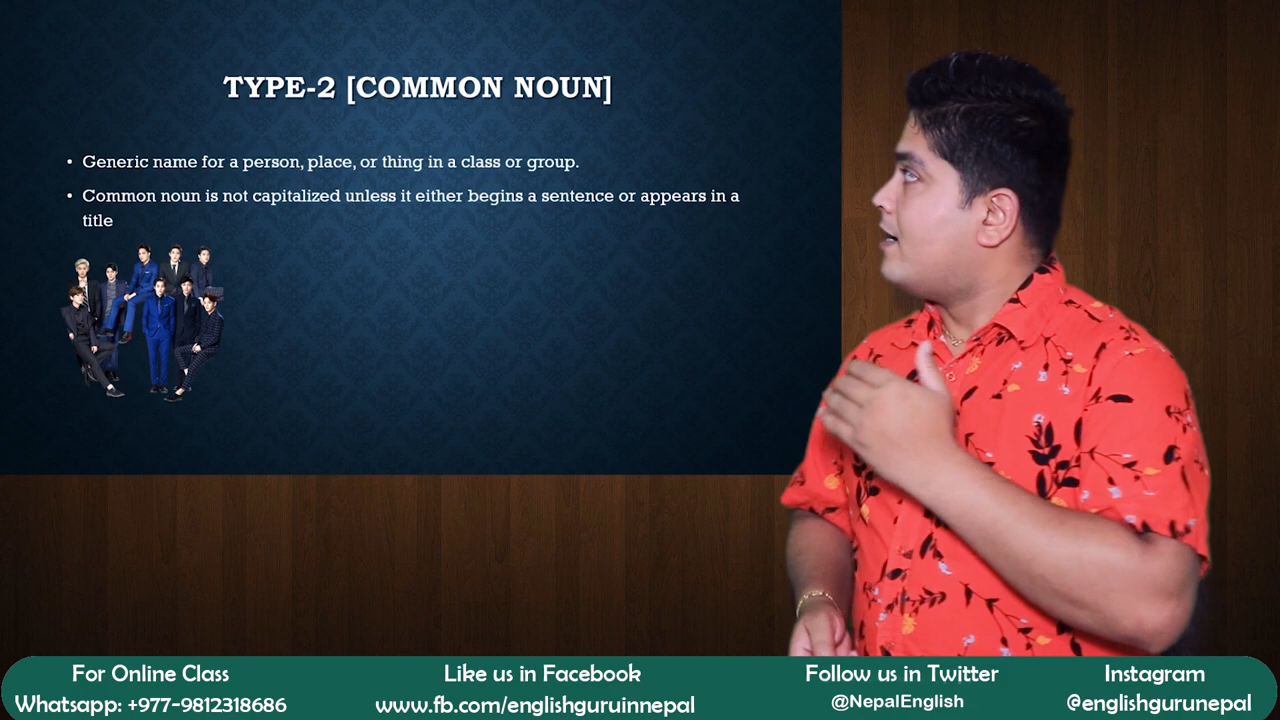 TYPE-2 [COMMON NOUN]
• Generic name for a person, place, or thing in a class or group.
• Common noun is not capitalized unless it either begins a sentence or appears in a
title
For Online Class
Whatsapp: +977-9812318686
Like us in Facebook
www.fb.com/englishguruinnepal
Follow us in Twitter
@NepalEnglish
Instagram
@englishgurunepal